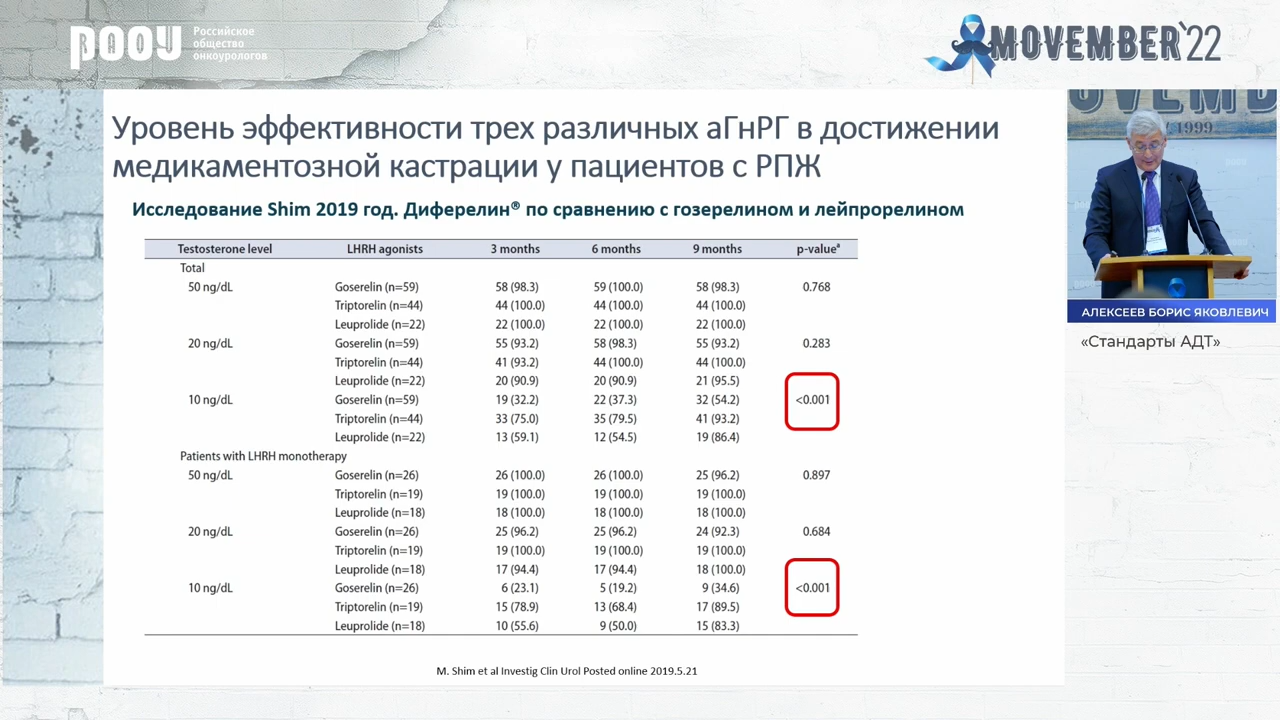 РООУ
RAOU
Российское
общество
онкоурологов
MOVEMBER'22
Уровень эффективности трех различных аГнРГ в достижении
медикаментозной кастрации у пациентов с РПЖ
Исследование Shim 2019 год. Диферелин® по сравнению с гозерелином и лейпрорелином
Testosterone level LHRH agonists 3 months 6 months 9 months p-valueª
Total
50 ng/dL Goserelin (n=59) 58 (98.3) 59 (100.0) 58 (98.3) 0.768
Triptorelin (n=44) 44 (100.0) 44 (100.0) 44 (100.0)
Leuprolide (n=22) 22 (100.0) 22 (100.0) 22 (100.0)
20 ng/dL Goserelin (n=59) 55 (93.2) 58 (98.3) 55 (93.2) 0.283
Triptorelin (n=44) 41 (93.2) 44 (100.0) 44 (100.0)
Leuprolide (n=22) 20 (90.9) 20 (90.9) 21 (95.5)
10 ng/dL Goserelin (n=59) 19 (32.2) 22 (37.3) 32 (54.2) <0.001
Triptorelin (n=44) 33 (75.0) 35 (79.5) 41 (93.2)
Leuprolide (n=22) 13 (59.1) 12 (54.5) 19 (86.4)
Patients with LHRH monotherapy
50 ng/dL Goserelin (n=26) 26 (100.0) 26 (100.0) 25 (96.2) 0.897
Triptorelin (n=19) 19 (100.0) 19 (100.0) 19 (100.0)
Leuprolide (n=18) 18 (100.0) 18 (100.0) 18 (100.0)
20 ng/dL Goserelin (n=26) 25 (96.2) 25 (96.2) 24 (92.3) 0.684
Triptorelin (n=19) 19 (100.0) 19 (100.0) 19 (100.0)
Leuprolide (n=18) 17 (94.4) 17 (94.4) 18 (100.0)
10 ng/dL Goserelin (n=26) 6 (23.1) 5 (19.2) 9 (34.6) <0.001
Triptorelin (n=19) 15 (78.9) 13 (68.4) 17 (89.5)
Leuprolide (n=18) 10 (55.6) 9 (50.0) 15 (83.3)
M. Shim et al Investig Clin Urol Posted online 2019.5.21
OVEMB
1999
АЛЕКСЕЕВ БОРИС ЯКОВЛЕВИЧ
«Стандарты АДТ»